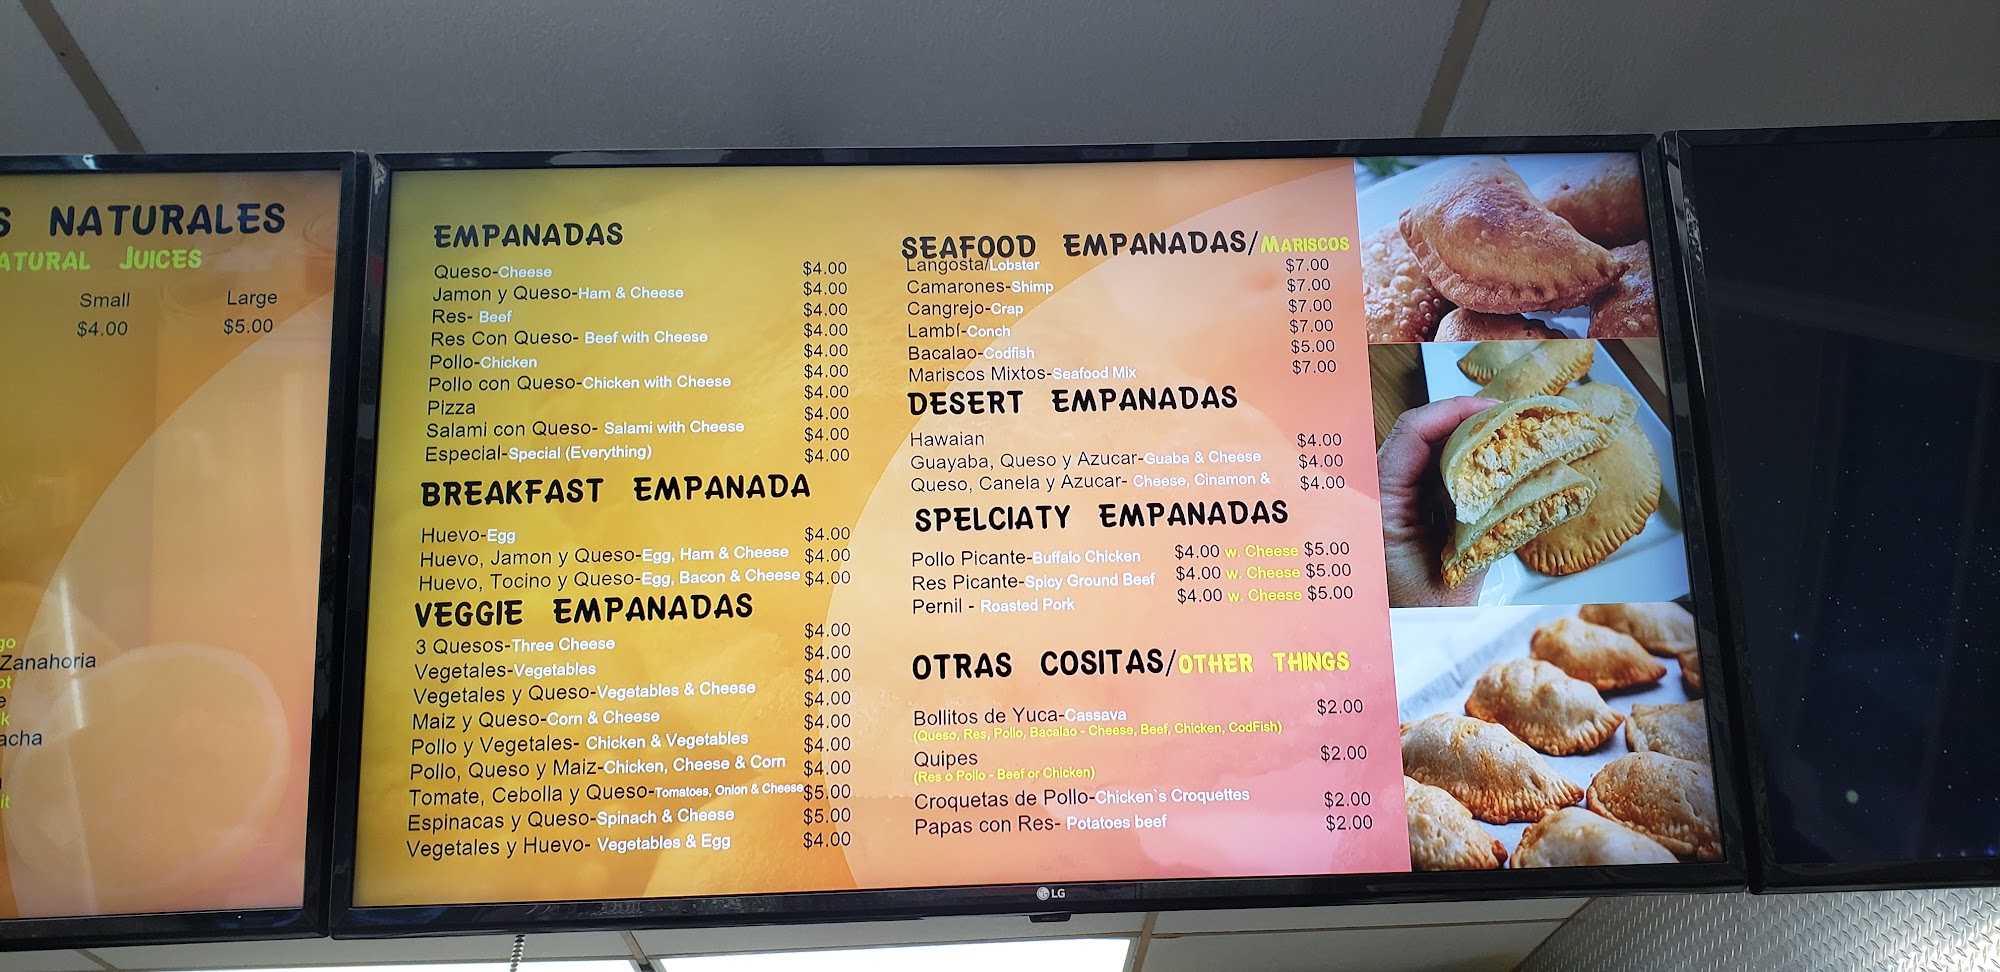 S NATURALES
ATURAL JUICES
Small Large
$4.00 $5.00
go
Zanahoria
ot
e
k
acha
it
EMPANADAS
Queso-Cheese $4.00
Jamon y Queso-Ham & Cheese $4.00
Res- Beef $4.00
Res Con Queso- Beef with Cheese $4.00
Pollo-Chicken $4.00
Pollo con Queso-Chicken with Cheese $4.00
Pizza $4.00
Salami con Queso- Salami with Cheese $4.00
Especial-Special (Everything) $4.00
$4.00
BREAKFAST EMPANADA
Huevo-Egg $4.00
Huevo, Jamon y Queso-Egg, Ham & Cheese $4.00
Huevo, Tocino y Queso-Egg, Bacon & Cheese $4.00
VEGGIE EMPANADAS
3 Quesos-Three Cheese $4.00
Vegetales-Vegetables $4.00
Vegetales y Queso-Vegetables & Cheese $4.00
Maiz y Queso-Corn & Cheese $4.00
Pollo y Vegetales- Chicken & Vegetables $4.00
Pollo, Queso y Maiz-Chicken, Cheese & Corn $4.00
$4.00
Tomate, Cebolla y Queso-Tomatoes, Onion & Cheese $5.00
Espinacas y Queso-Spinach & Cheese $5.00
Vegetales y Huevo- Vegetables & Egg $4.00
SEAFOOD EMPANADAS/MARISCOS
Langosta/Lobster $7.00
Camarones-Shimp $7.00
Cangrejo-Crap $7.00
Lambí-Conch $7.00
Bacalao-Codfish $5.00
Mariscos Mixtos-Seafood Mix $7.00
DESERT EMPANADAS
Hawaian $4.00
Guayaba, Queso y Azucar-Guaba & Cheese $4.00
Queso, Canela y Azucar- Cheese, Cinamon & $4.00
SPELCIATY EMPANADAS
Pollo Picante-Buffalo Chicken $4.00 w. Cheese $5.00
Res Picante-Spicy Ground Beef $4.00 w. Cheese $5.00
Pernil - Roasted Pork $4.00 w. Cheese $5.00
OTRAS COSITAS/OTHER THINGS
Bollitos de Yuca-Cassava $2.00
(Queso, Res, Pollo, Bacalao - Cheese, Beef, Chicken, CodFish)
Quipes $2.00
(Res o Pollo - Beef or Chicken)
Croquetas de Pollo-Chicken`s Croquettes $2.00
Papas con Res- Potatoes beef $2.00
LG